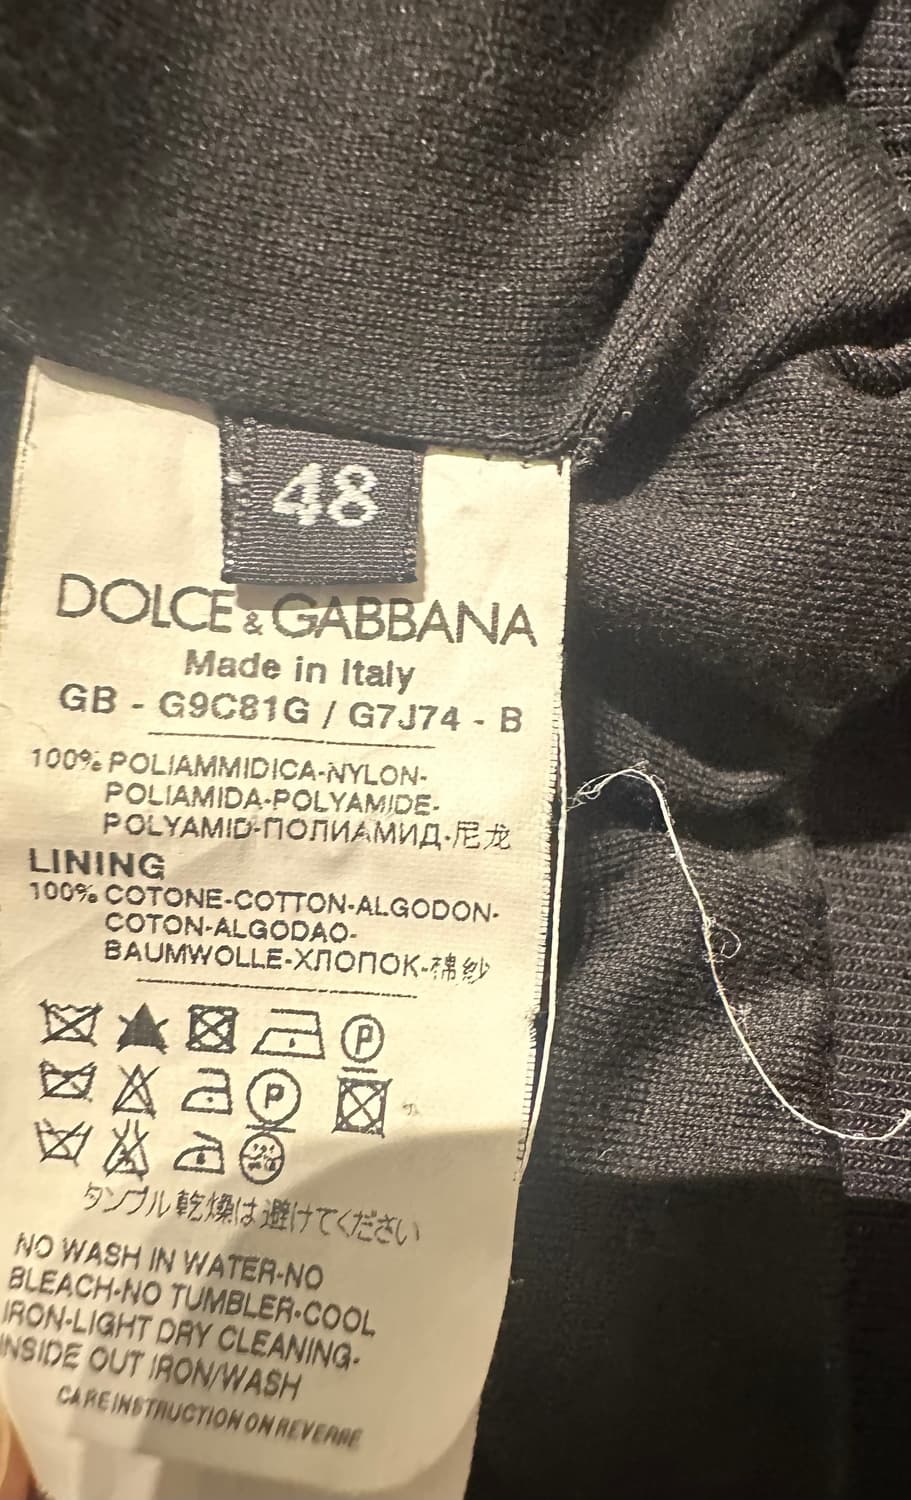 48
DOLCE & GABBANA
Made in Italy
GB - G9C81G / G7J74 - B
100% POLIAMMIDICA-NYLON-
POLIAMIDA-POLYAMIDE-
POLYAMID-ПОЛИАМИД-尼龙
LINING
100% COTONE-COTTON-ALGODON-
COTON-ALGODAO-
BAUMWOLLE-ХЛОПОК-棉纱
P
P
タンブル乾燥は避けてください
NO WASH IN WATER-NO
BLEACH-NO TUMBLER-COOL
IRON-LIGHT DRY CLEANING-
INSIDE OUT IRON/WASH
CARE INSTRUCTION ON REVERRE